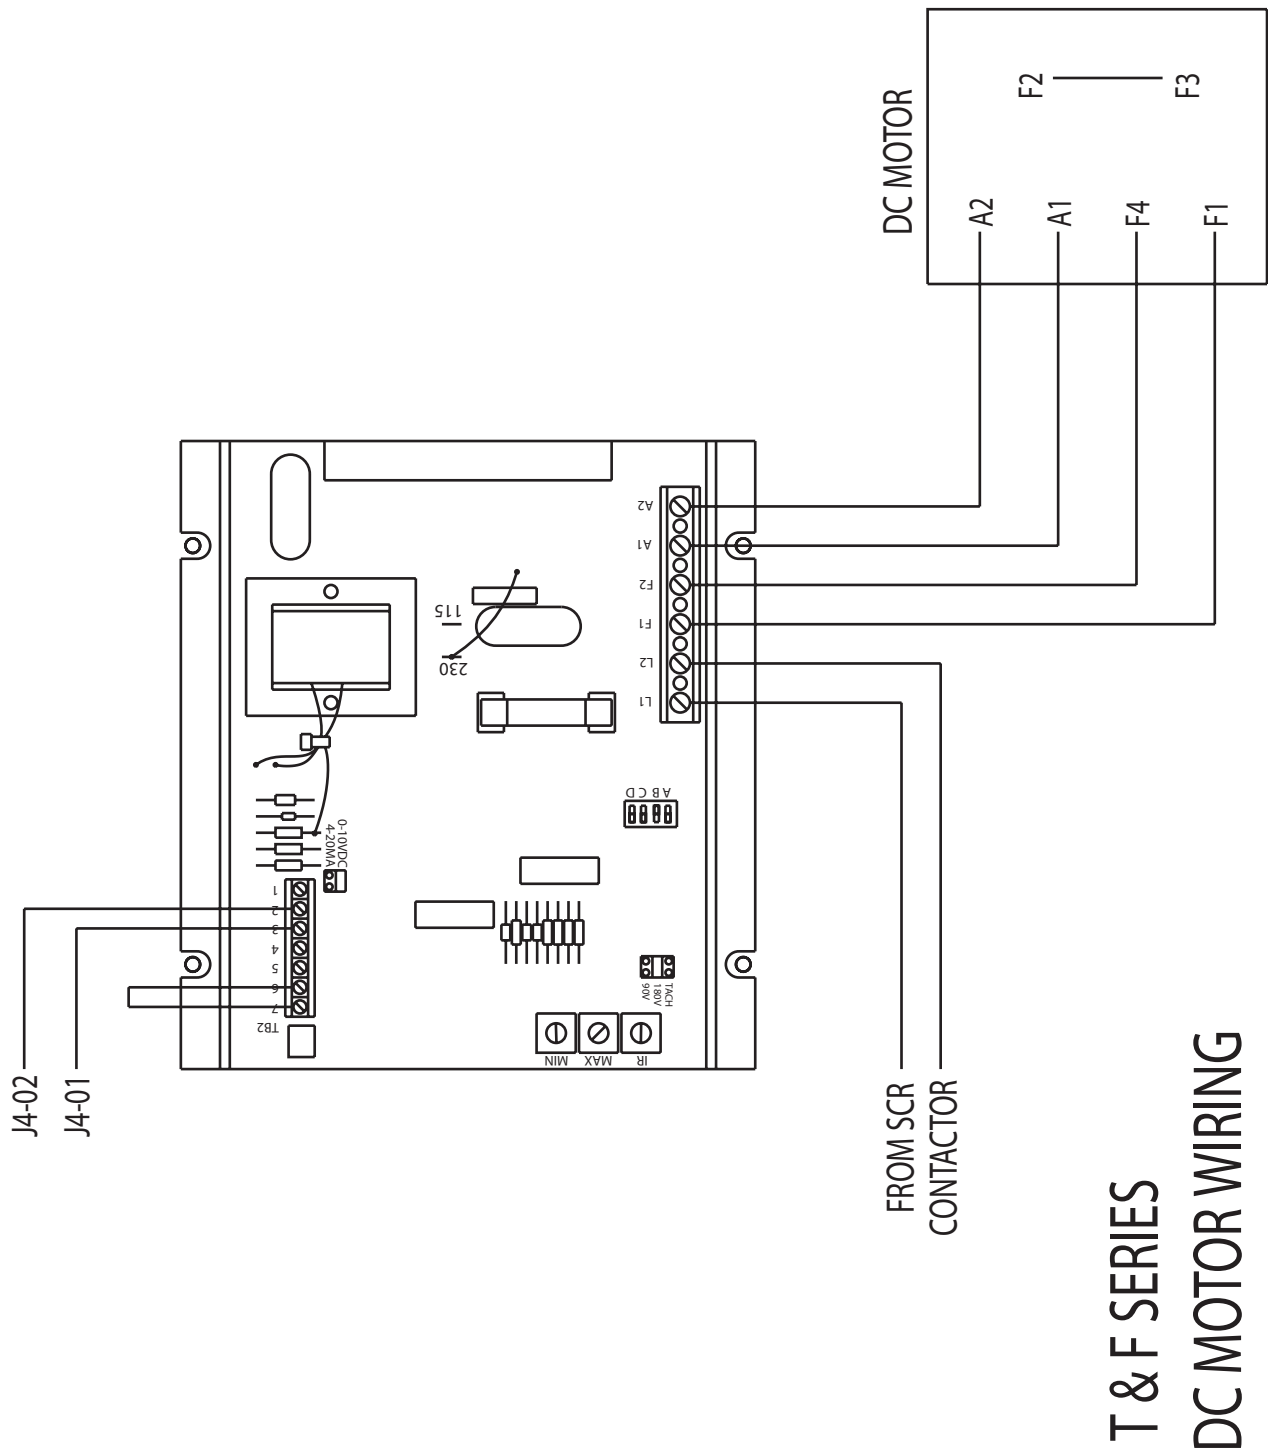 T & F SERIES
DC MOTOR WIRING
J4-02
J4-01
FROM SCR
CONTACTOR
DC MOTOR
A2
A1
F4
F1
F2
F3
TB2
7
6
5
4
3
2
1
0-10VDC
4-20MA
230
115
A2
A1
F2
F1
L2
L1
A B C D
TACH
180V
90V
MIN
MAX
IR